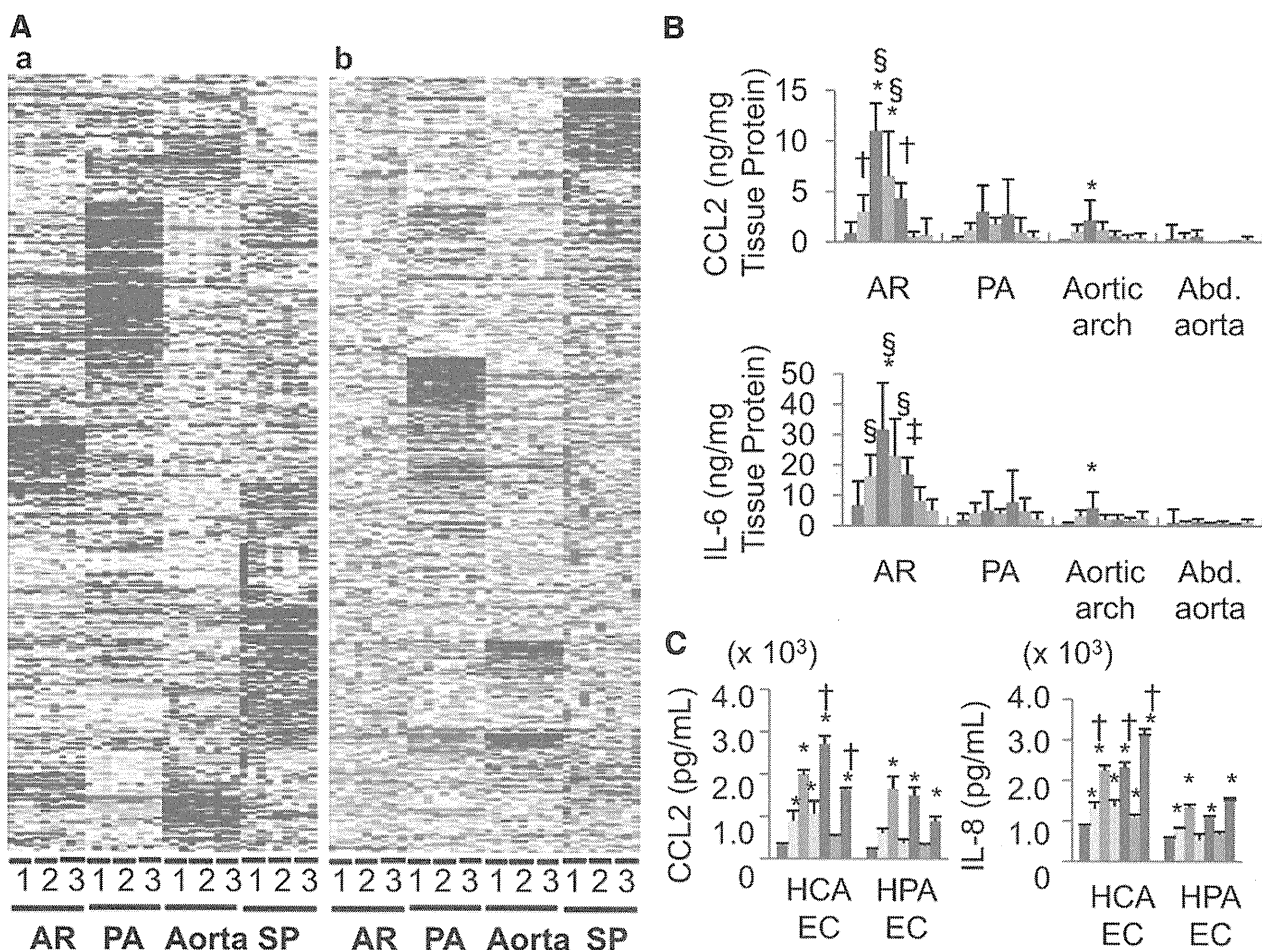 A
a
b
1 2 3 1 2 3 1 2 3 1 2 3
AR PA Aorta SP
1 2 3 1 2 3 1 2 3 1 2 3
AR PA Aorta SP
B
CCL2 (ng/mg
Tissue Protein)
15
10
5
0
†
§
*
§
*
†
*
AR PA Aortic Abd.
arch aorta
IL-6 (ng/mg
Tissue Protein)
50
40
30
20
10
0
§
§
*
§
‡
*
AR PA Aortic Abd.
arch aorta
C
(x 10³)
CCL2 (pg/mL)
4.0
3.0
2.0
1.0
0
*
*
*
†
*
†
*
*
*
*
HCA HPA
EC EC
(x 10³)
IL-8 (pg/mL)
4.0
3.0
2.0
1.0
0
*
†
*
*
†
*
*
†
*
*
*
*
*
HCA HPA
EC EC